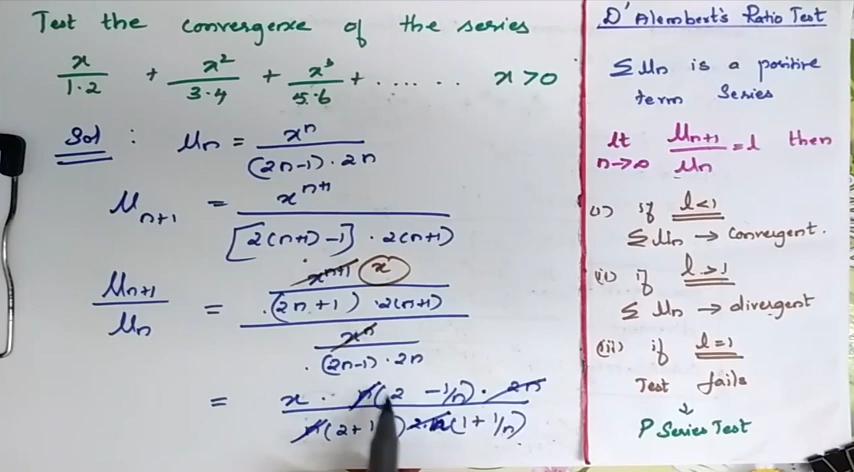 Test the convergence of the series
x/1·2 + x²/3·4 + x³/5·6 + ....... x>0
Sol : Un = xⁿ/(2n-1)·2n
Un+1 = xⁿ⁺¹/[2(n+1)-1]·2(n+1)
Un+1/Un = xⁿ⁺¹ x/(2n+1)·2(n+1) / xⁿ/(2n-1)·2n
= x · n(2 - 1/n)·2n / n(2+1 )2·n(1+1/n)
D'Alembert's Ratio Test
ΣUn is a positive
term Series
lt n→∞ Un+1/Un = l then
(i) if l<1
ΣUn → convergent.
(ii) if l>1
ΣUn → divergent
(iii) if l=1
Test fails
↓
P Series Test